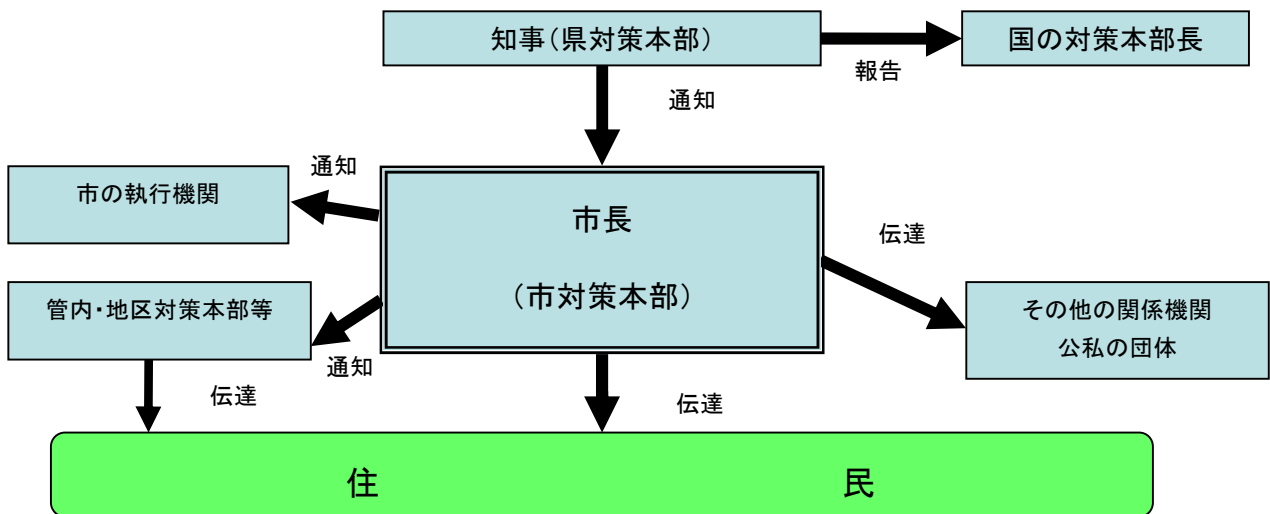 知事（県対策本部）
国の対策本部長
報告
通知
通知
市の執行機関
市長
（市対策本部）
伝達
管内・地区対策本部等
その他の関係機関
公私の団体
通知
伝達
伝達
住民